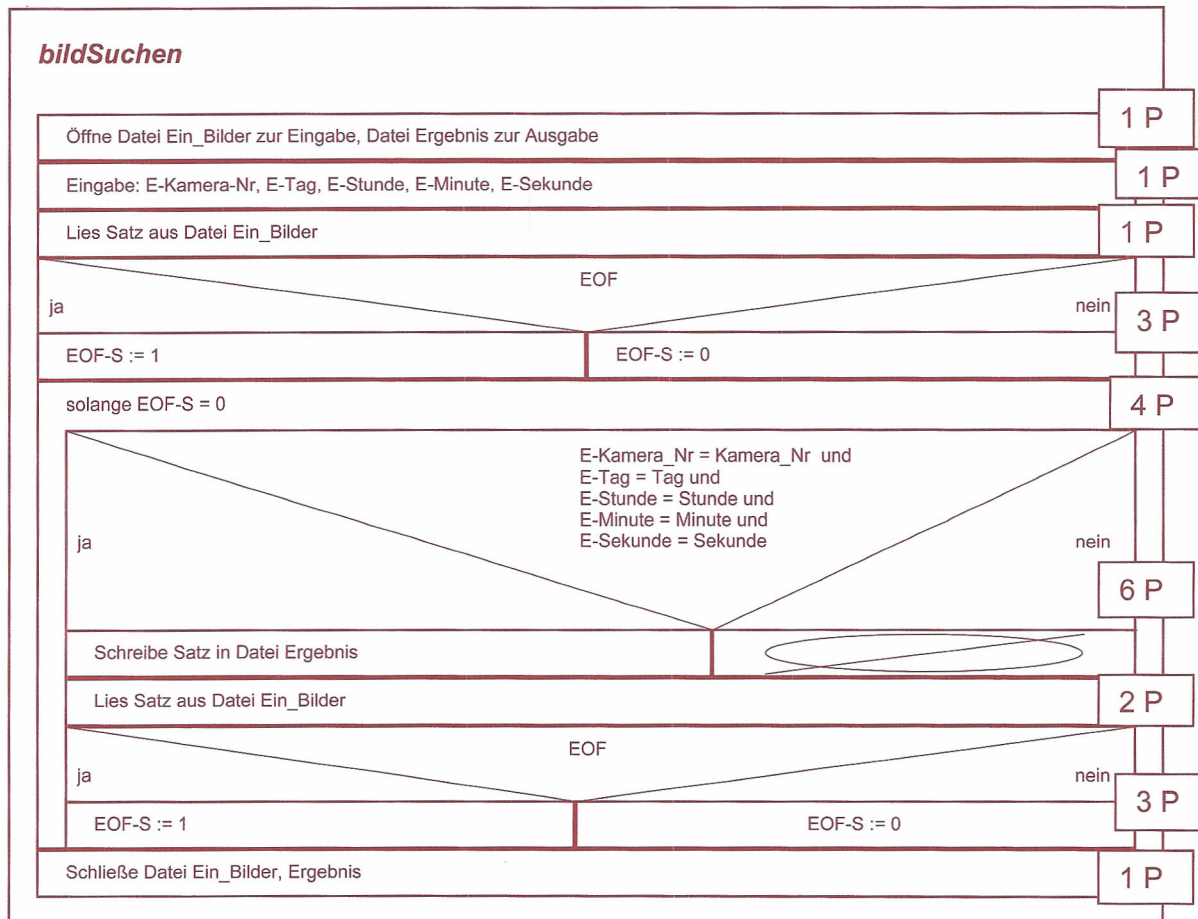 bildSuchen
1 P
Öffne Datei Ein_Bilder zur Eingabe, Datei Ergebnis zur Ausgabe
1 P
Eingabe: E-Kamera-Nr, E-Tag, E-Stunde, E-Minute, E-Sekunde
1 P
Lies Satz aus Datei Ein_Bilder
EOF
ja
nein
3 P
EOF-S := 1
EOF-S := 0
4 P
solange EOF-S = 0
E-Kamera_Nr = Kamera_Nr und
E-Tag = Tag und
E-Stunde = Stunde und
E-Minute = Minute und
E-Sekunde = Sekunde
ja
nein
6 P
Schreibe Satz in Datei Ergebnis
Lies Satz aus Datei Ein_Bilder
2 P
EOF
ja
nein
3 P
EOF-S := 1
EOF-S := 0
Schließe Datei Ein_Bilder, Ergebnis
1 P